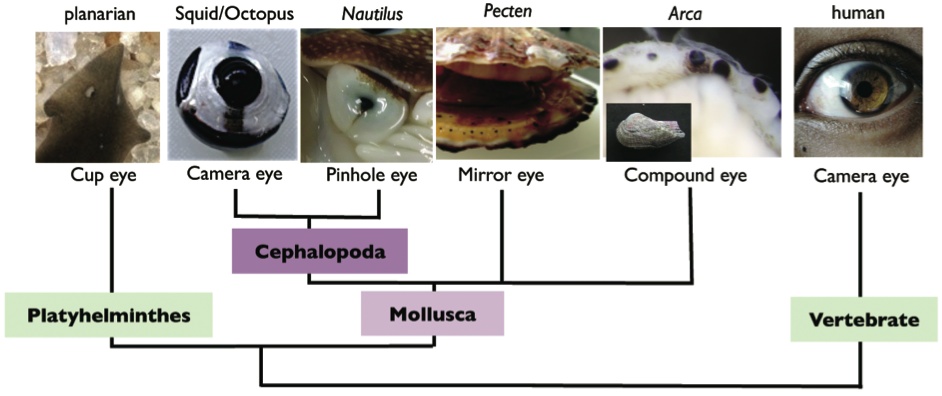 planarian
Squid/Octopus
Nautilus
Pecten
Arca
human
Cup eye
Camera eye
Pinhole eye
Mirror eye
Compound eye
Camera eye
Cephalopoda
Platyhelminthes
Mollusca
Vertebrate